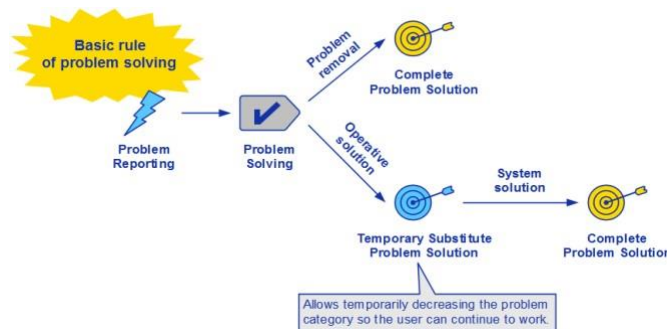 Basic rule
of problem solving
Problem
Reporting
Problem
Solving
Problem
removal
Complete
Problem Solution
Operative
solution
Temporary Substitute
Problem Solution
System
solution
Complete
Problem Solution
Allows temporarily decreasing the problem
category so the user can continue to work.